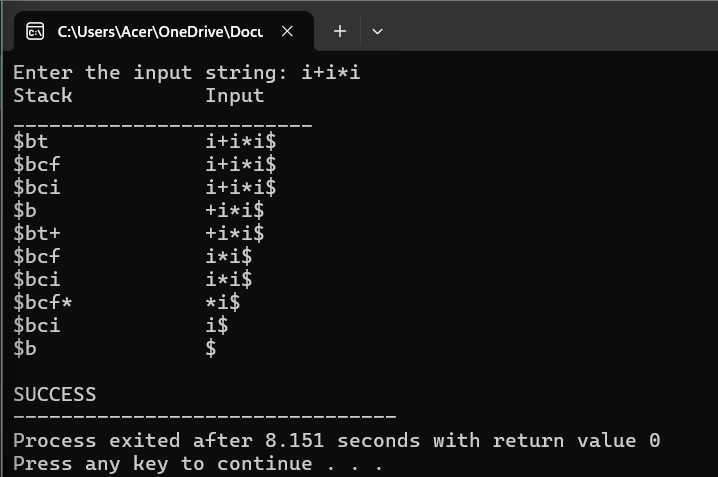 C:\Users\Acer\OneDrive\Docu
Enter the input string: i+i*i
Stack Input
_________________________
$bt i+i*i$
$bcf i+i*i$
$bci i+i*i$
$b +i*i$
$bt+ +i*i$
$bcf i*i$
$bci i*i$
$bcf* *i$
$bci i$
$b $
SUCCESS
--------------------------------
Process exited after 8.151 seconds with return value 0
Press any key to continue . . .